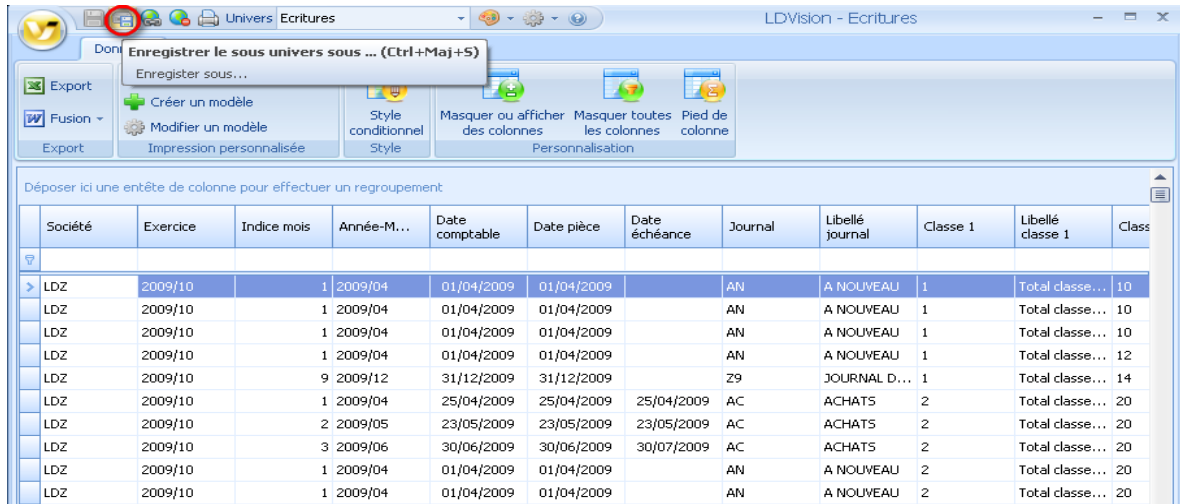 Univers Ecritures LDVision - Ecritures
Don
Enregistrer le sous univers sous ... (Ctrl+Maj+S)
Enregister sous...
Export
Fusion
Export
Créer un modèle
Modifier un modèle
Impression personnalisée
Style
conditionnel
Style
Masquer ou afficher
des colonnes
Masquer toutes
les colonnes
Pied de
colonne
Personnalisation
Déposer ici une entête de colonne pour effectuer un regroupement
Société Exercice Indice mois Année-M... Date comptable Date pièce Date échéance Journal Libellé journal Classe 1 Libellé classe 1 Class
LDZ 2009/10 1 2009/04 01/04/2009 01/04/2009 AN A NOUVEAU 1 Total classe... 10
LDZ 2009/10 1 2009/04 01/04/2009 01/04/2009 AN A NOUVEAU 1 Total classe... 10
LDZ 2009/10 1 2009/04 01/04/2009 01/04/2009 AN A NOUVEAU 1 Total classe... 10
LDZ 2009/10 1 2009/04 01/04/2009 01/04/2009 AN A NOUVEAU 1 Total classe... 12
LDZ 2009/10 9 2009/12 31/12/2009 31/12/2009 Z9 JOURNAL D... 1 Total classe... 14
LDZ 2009/10 1 2009/04 25/04/2009 25/04/2009 25/04/2009 AC ACHATS 2 Total classe... 20
LDZ 2009/10 2 2009/05 23/05/2009 23/05/2009 23/05/2009 AC ACHATS 2 Total classe... 20
LDZ 2009/10 3 2009/06 30/06/2009 30/06/2009 30/07/2009 AC ACHATS 2 Total classe... 20
LDZ 2009/10 1 2009/04 01/04/2009 01/04/2009 AN A NOUVEAU 2 Total classe... 20
LDZ 2009/10 1 2009/04 01/04/2009 01/04/2009 AN A NOUVEAU 2 Total classe... 20